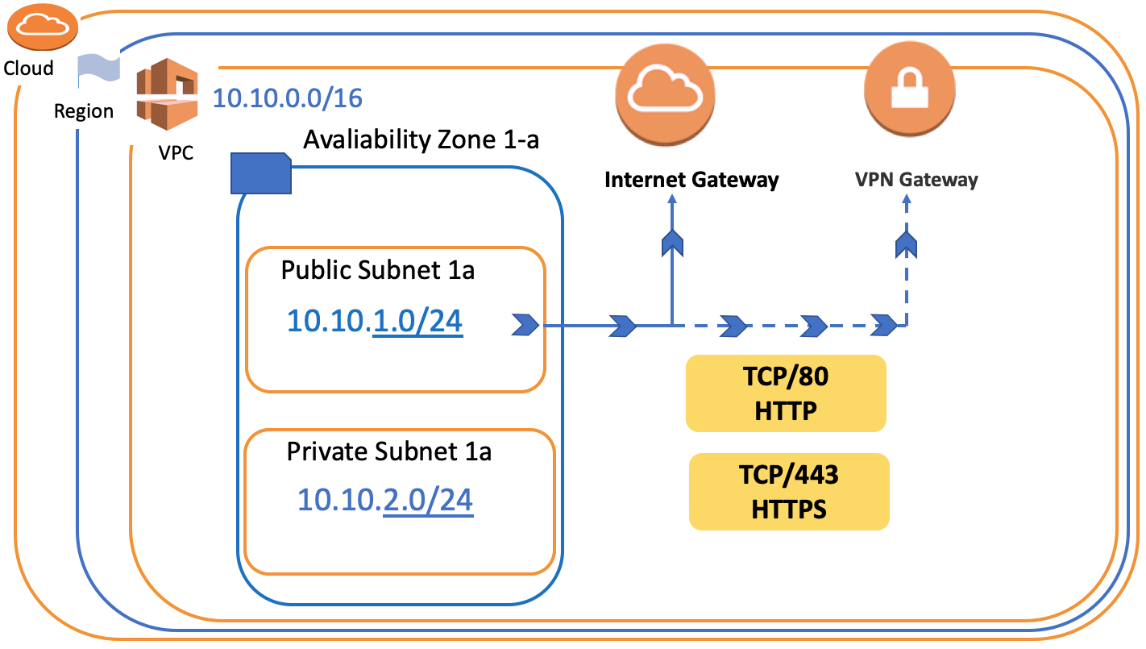 Cloud
Region
VPC
10.10.0.0/16
Avaliability Zone 1-a
Internet Gateway
VPN Gateway
Public Subnet 1a
10.10.1.0/24
TCP/80
HTTP
Private Subnet 1a
10.10.2.0/24
TCP/443
HTTPS